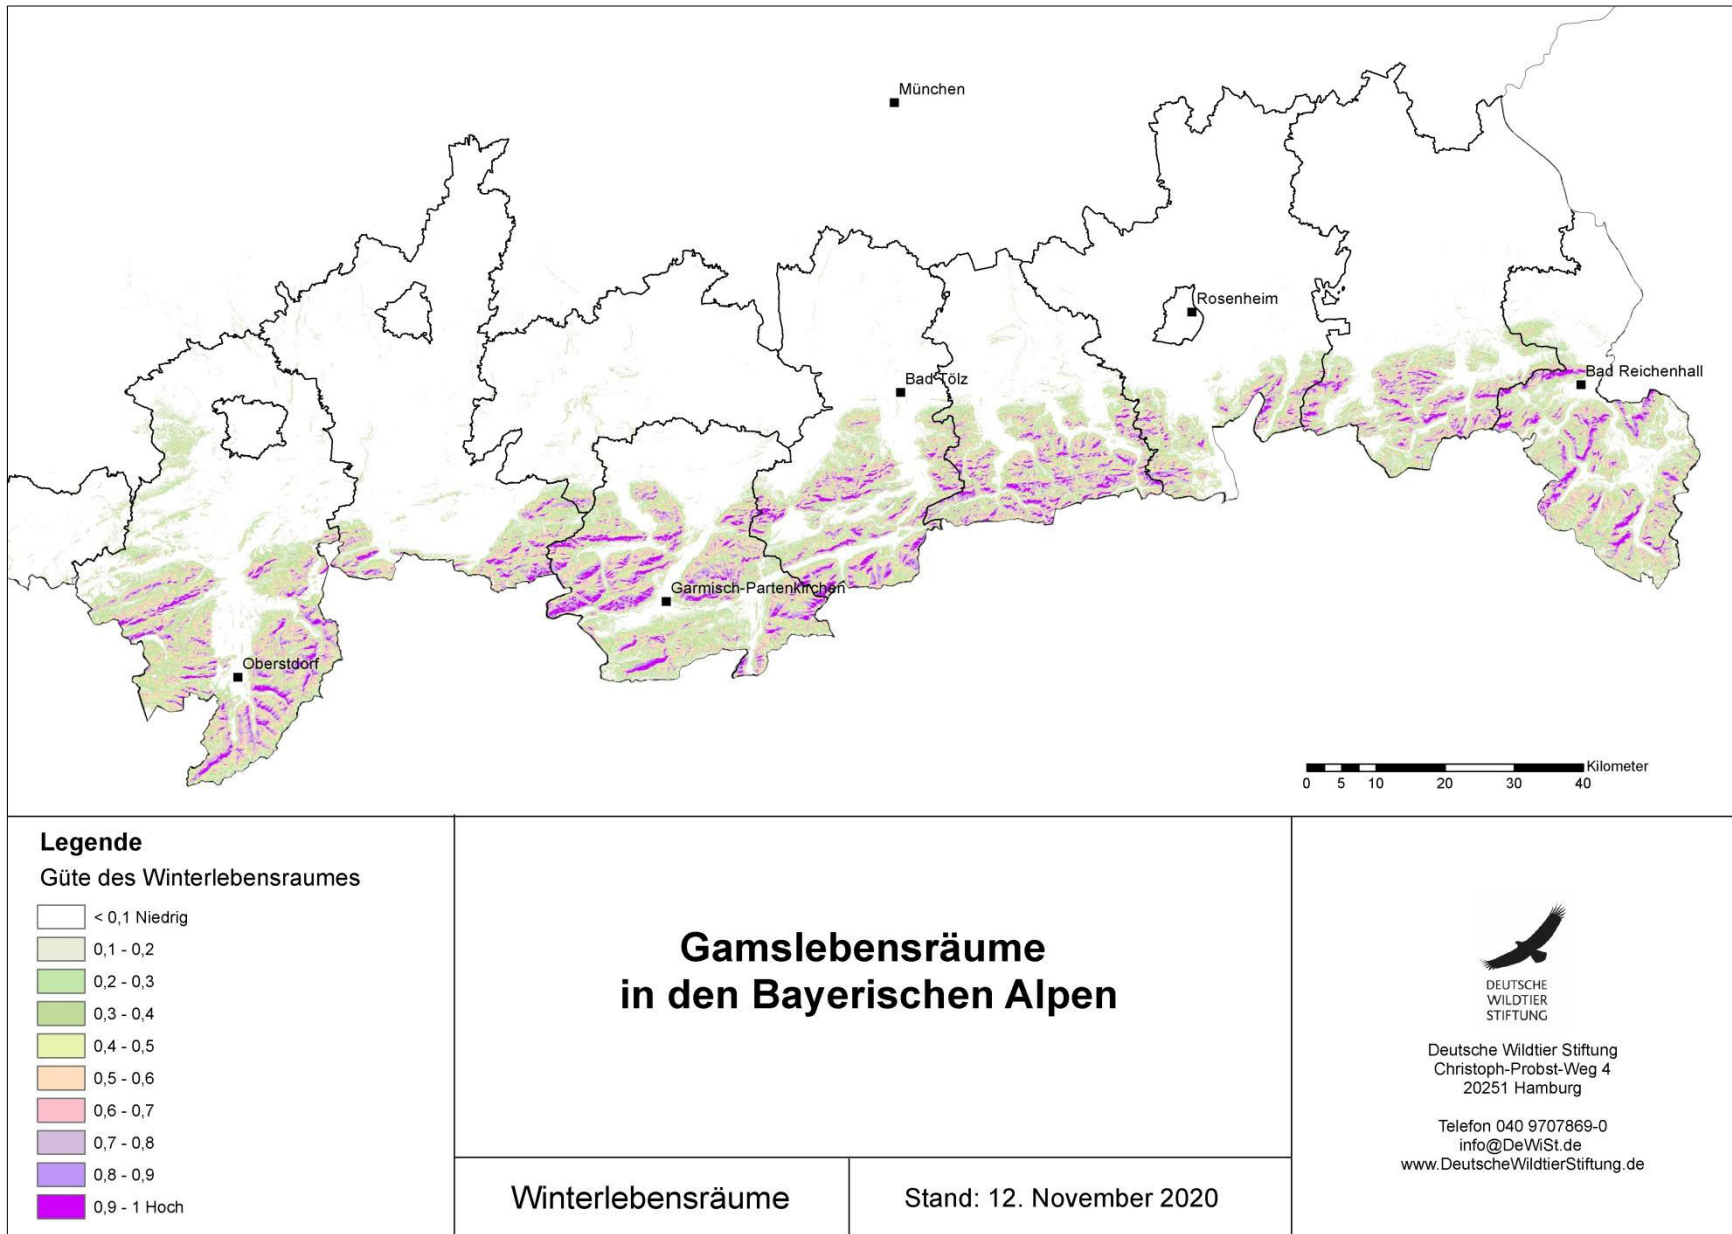 München
Rosenheim
Bad Tölz
Bad Reichenhall
Garmisch-Partenkirchen
Oberstdorf
Kilometer
0 5 10 20 30 40
Legende
Güte des Winterlebensraumes
< 0,1 Niedrig
0,1 - 0,2
0,2 - 0,3
0,3 - 0,4
0,4 - 0,5
0,5 - 0,6
0,6 - 0,7
0,7 - 0,8
0,8 - 0,9
0,9 - 1 Hoch
Gamslebensräume
in den Bayerischen Alpen
Winterlebensräume
Stand: 12. November 2020
DEUTSCHE
WILDTIER
STIFTUNG
Deutsche Wildtier Stiftung
Christoph-Probst-Weg 4
20251 Hamburg
Telefon 040 9707869-0
info@DeWiSt.de
www.DeutscheWildtierStiftung.de